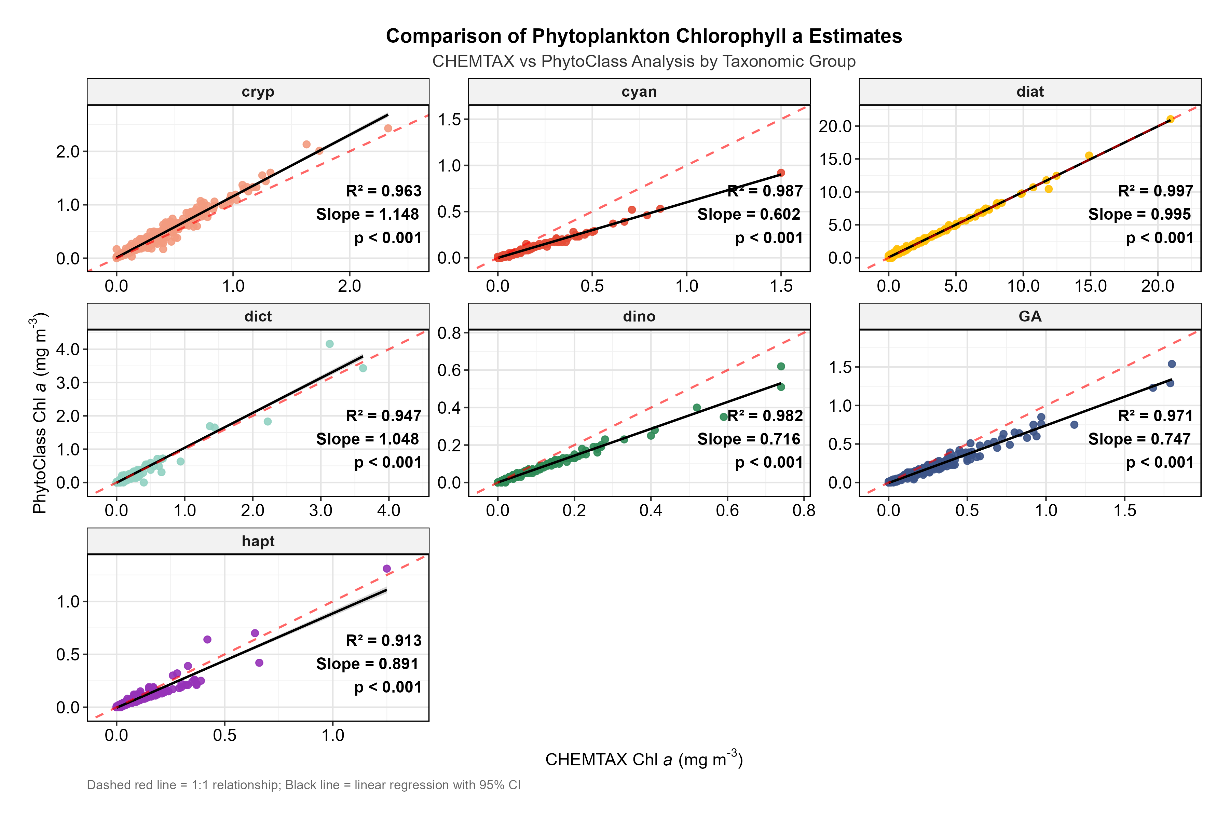 Comparison of Phytoplankton Chlorophyll a Estimates
CHEMTAX vs PhytoClass Analysis by Taxonomic Group
cryp
2.0
1.0
0.0
R² = 0.963
Slope = 1.148
p < 0.001
0.0 1.0 2.0
cyan
1.5
1.0
0.5
0.0
R² = 0.987
Slope = 0.602
p < 0.001
0.0 0.5 1.0 1.5
diat
20.0
15.0
10.0
5.0
0.0
R² = 0.997
Slope = 0.995
p < 0.001
0.0 5.0 10.0 15.0 20.0
PhytoClass Chl a (mg m⁻³)
dict
4.0
3.0
2.0
1.0
0.0
R² = 0.947
Slope = 1.048
p < 0.001
0.0 1.0 2.0 3.0 4.0
dino
0.8
0.6
0.4
0.2
0.0
R² = 0.982
Slope = 0.716
p < 0.001
0.0 0.2 0.4 0.6 0.8
GA
1.5
1.0
0.5
0.0
R² = 0.971
Slope = 0.747
p < 0.001
0.0 0.5 1.0 1.5
hapt
1.0
0.5
0.0
R² = 0.913
Slope = 0.891
p < 0.001
0.0 0.5 1.0
CHEMTAX Chl a (mg m⁻³)
Dashed red line = 1:1 relationship; Black line = linear regression with 95% CI